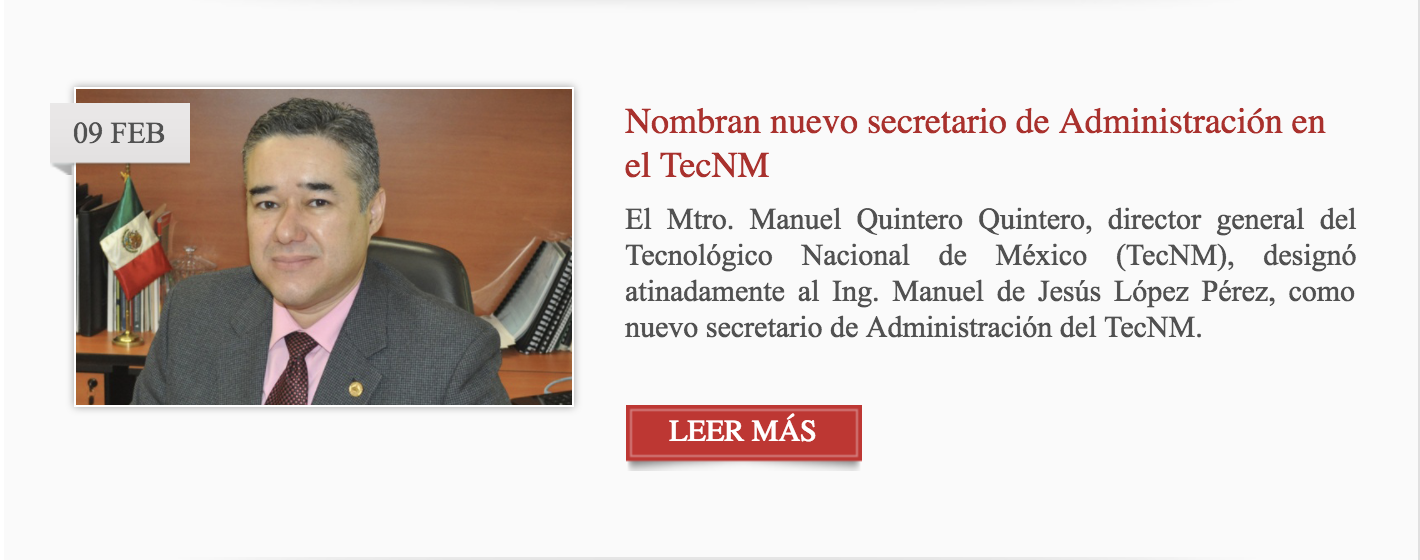 09 FEB
Nombran nuevo secretario de Administración en
el TecNM
El Mtro. Manuel Quintero Quintero, director general del
Tecnológico Nacional de México (TecNM), designó
atinadamente al Ing. Manuel de Jesús López Pérez, como
nuevo secretario de Administración del TecNM.
LEER MÁS